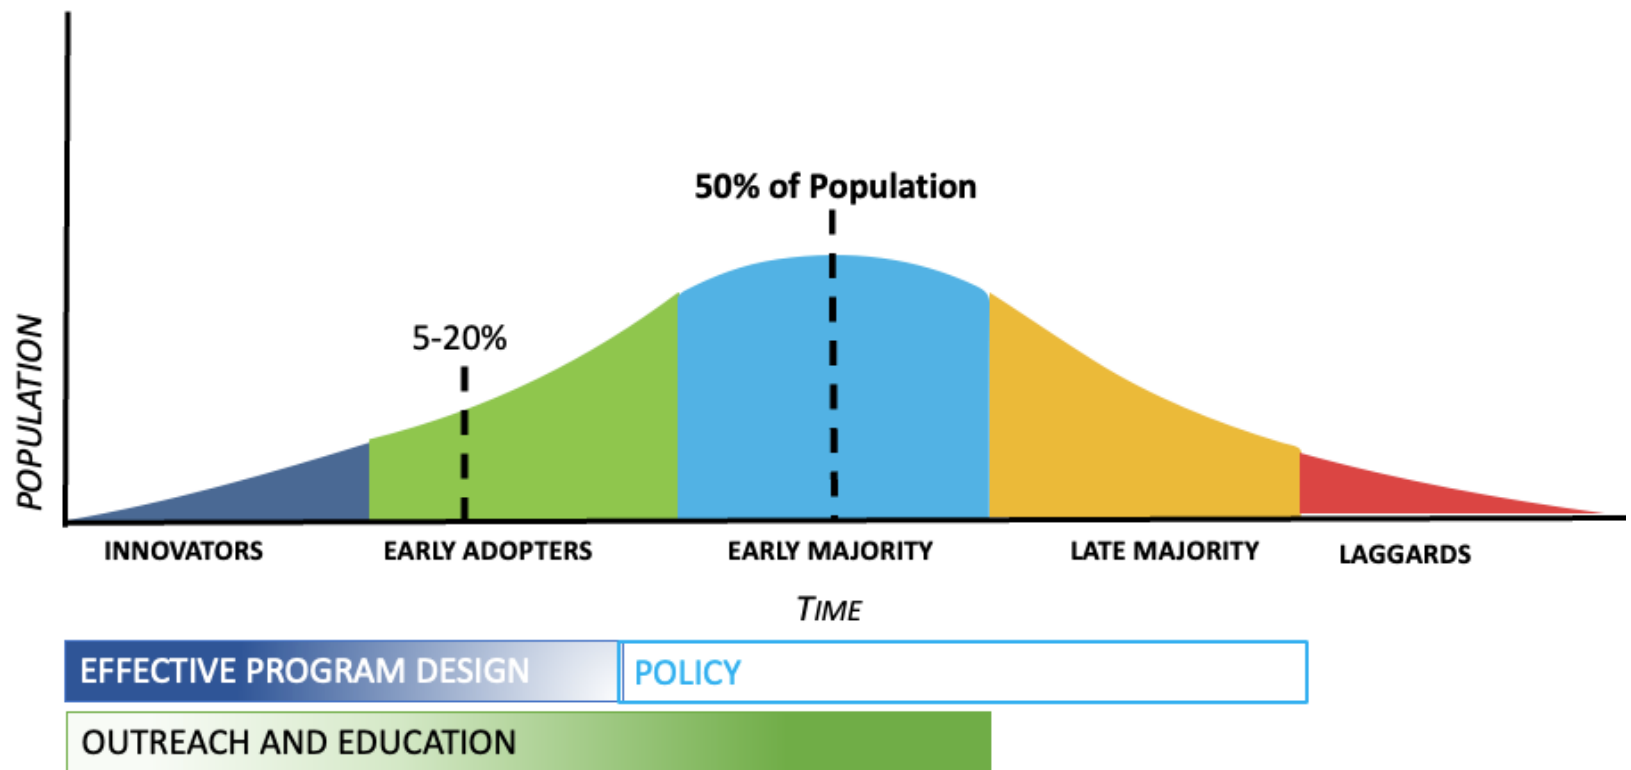 50% of Population
5-20%
POPULATION
INNOVATORS
EARLY ADOPTERS
EARLY MAJORITY
LATE MAJORITY
LAGGARDS
TIME
EFFECTIVE PROGRAM DESIGN
POLICY
OUTREACH AND EDUCATION